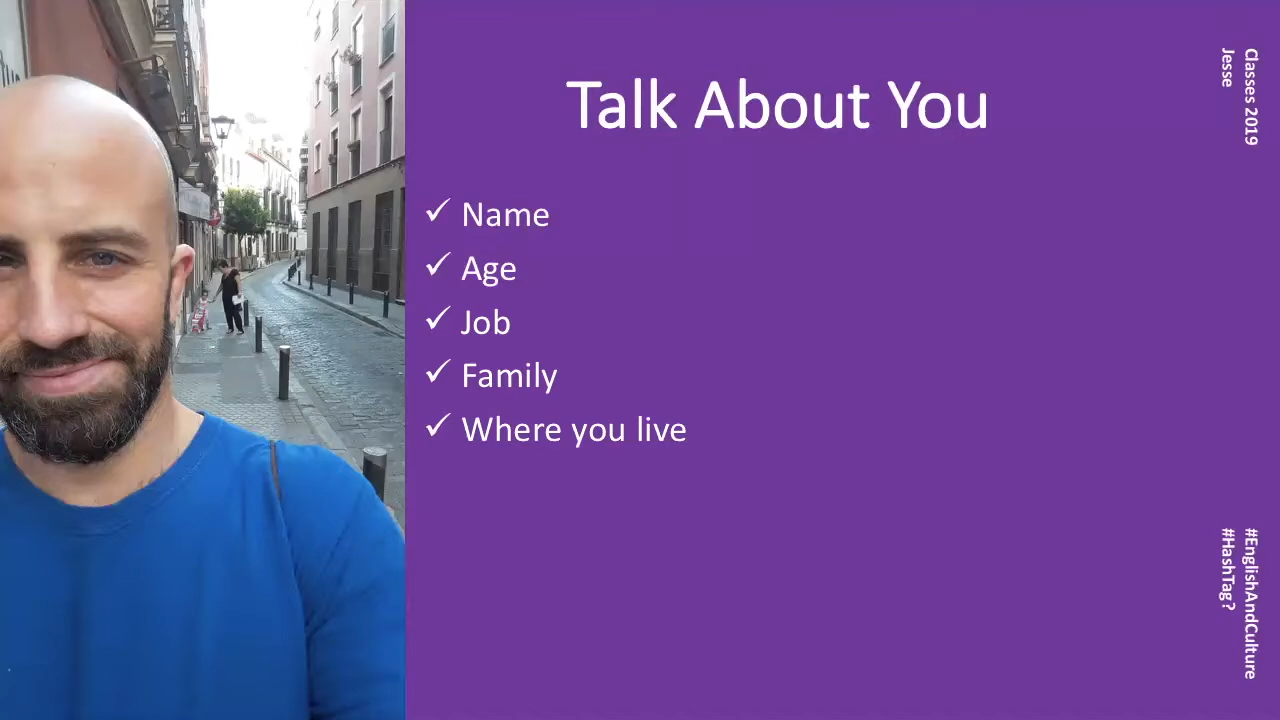 Talk About You
Name
Age
Job
Family
Where you live
Classes 2019
Jesse
#EnglishAndCulture
#HashTag?